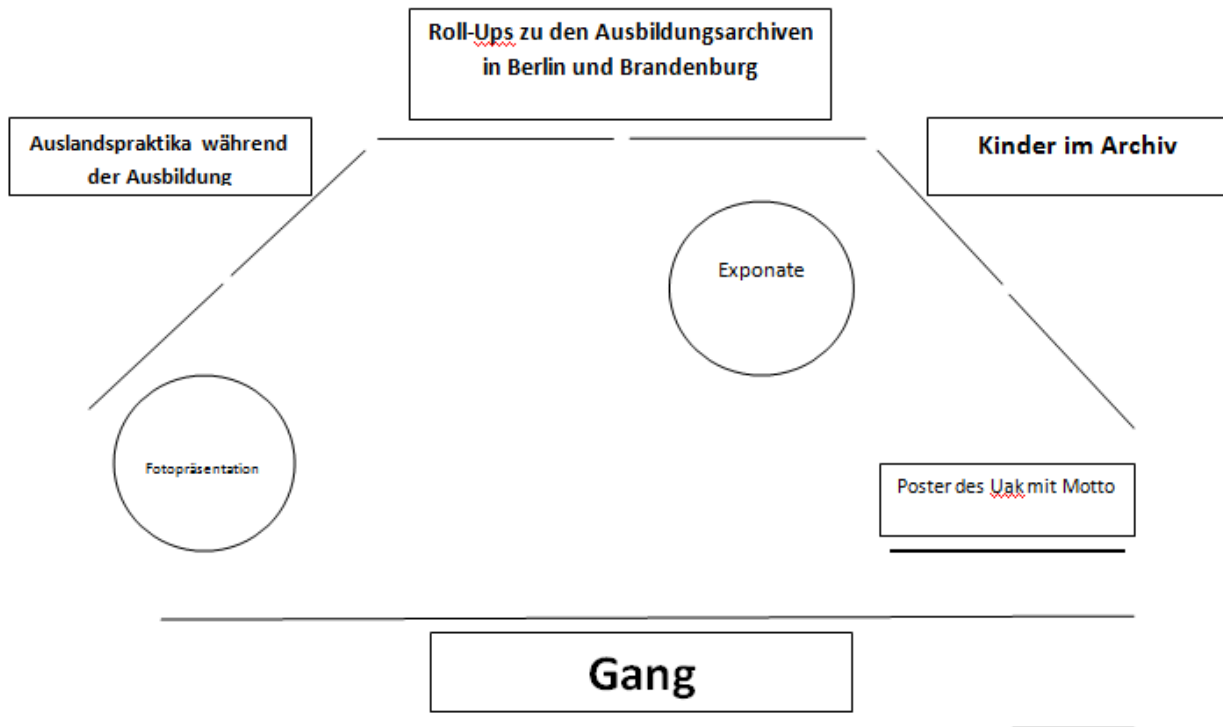 Roll-Ups zu den Ausbildungsarchiven
in Berlin und Brandenburg
Auslandspraktika während
der Ausbildung
Kinder im Archiv
Exponate
Fotopräsentation
Poster des Uak mit Motto
Gang